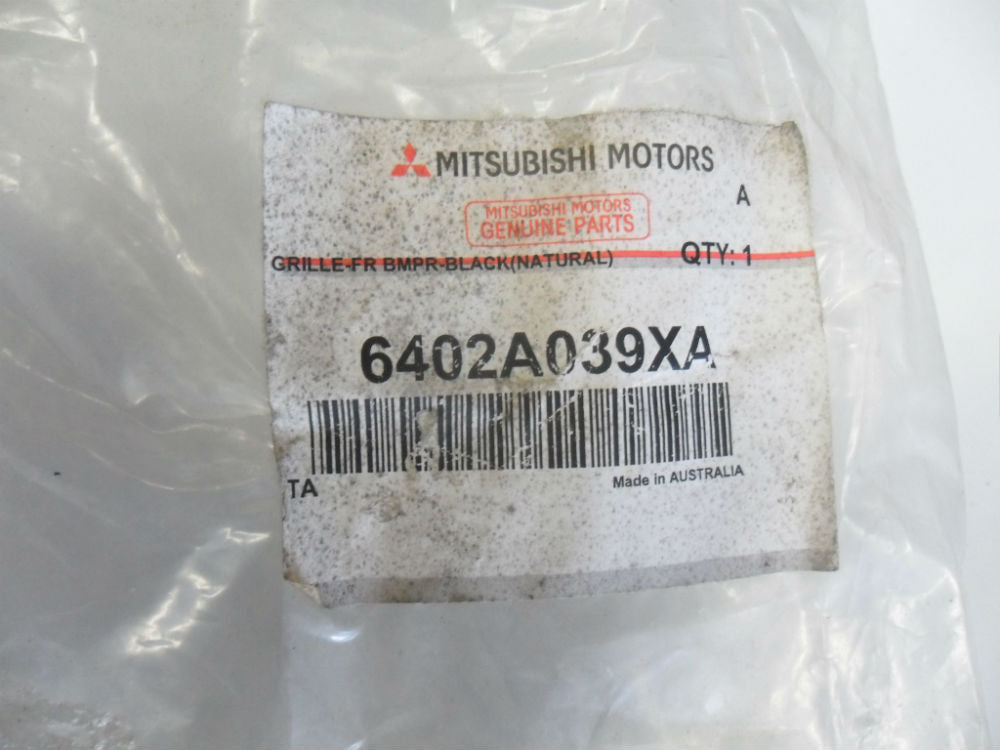 MITSUBISHI MOTORS
A
MITSUBISHI MOTORS
GENUINE PARTS
GRILLE-FR BMPR-BLACK(NATURAL) QTY: 1
6402A039XA
TA
Made in AUSTRALIA